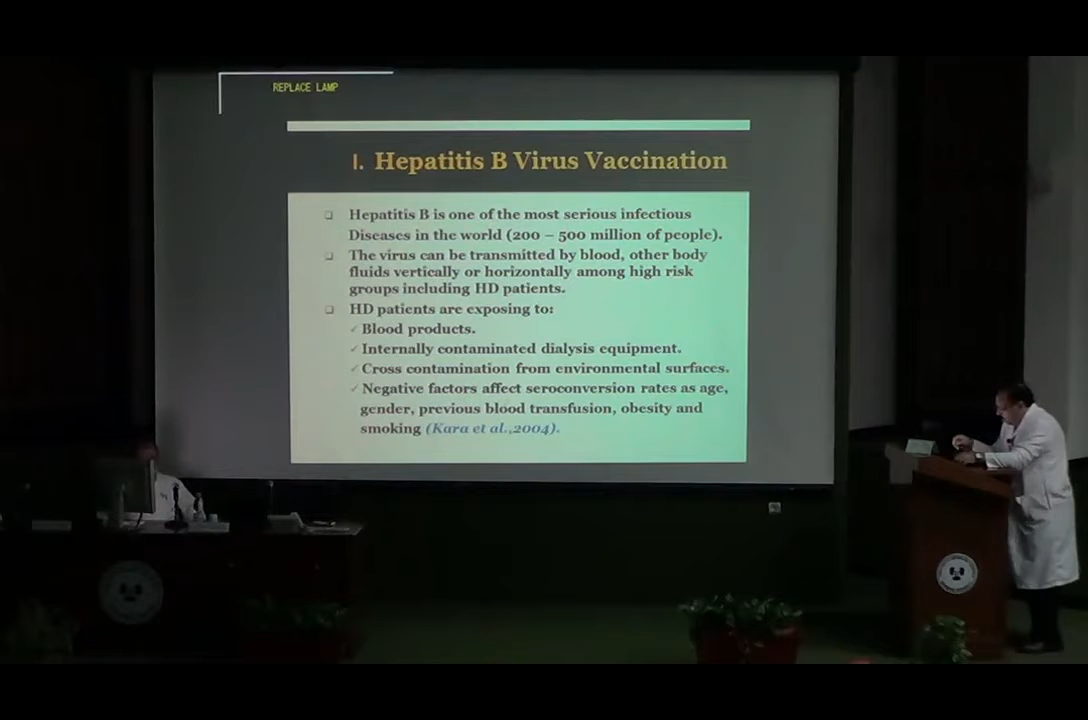 REPLACE LAMP
I. Hepatitis B Virus Vaccination
Hepatitis B is one of the most serious infectious
Diseases in the world (200 – 500 million of people).
The virus can be transmitted by blood, other body
fluids vertically or horizontally among high risk
groups including HD patients.
HD patients are exposing to:
Blood products.
Internally contaminated dialysis equipment.
Cross contamination from environmental surfaces.
Negative factors affect seroconversion rates as age,
gender, previous blood transfusion, obesity and
smoking (Kara et al.,2004).